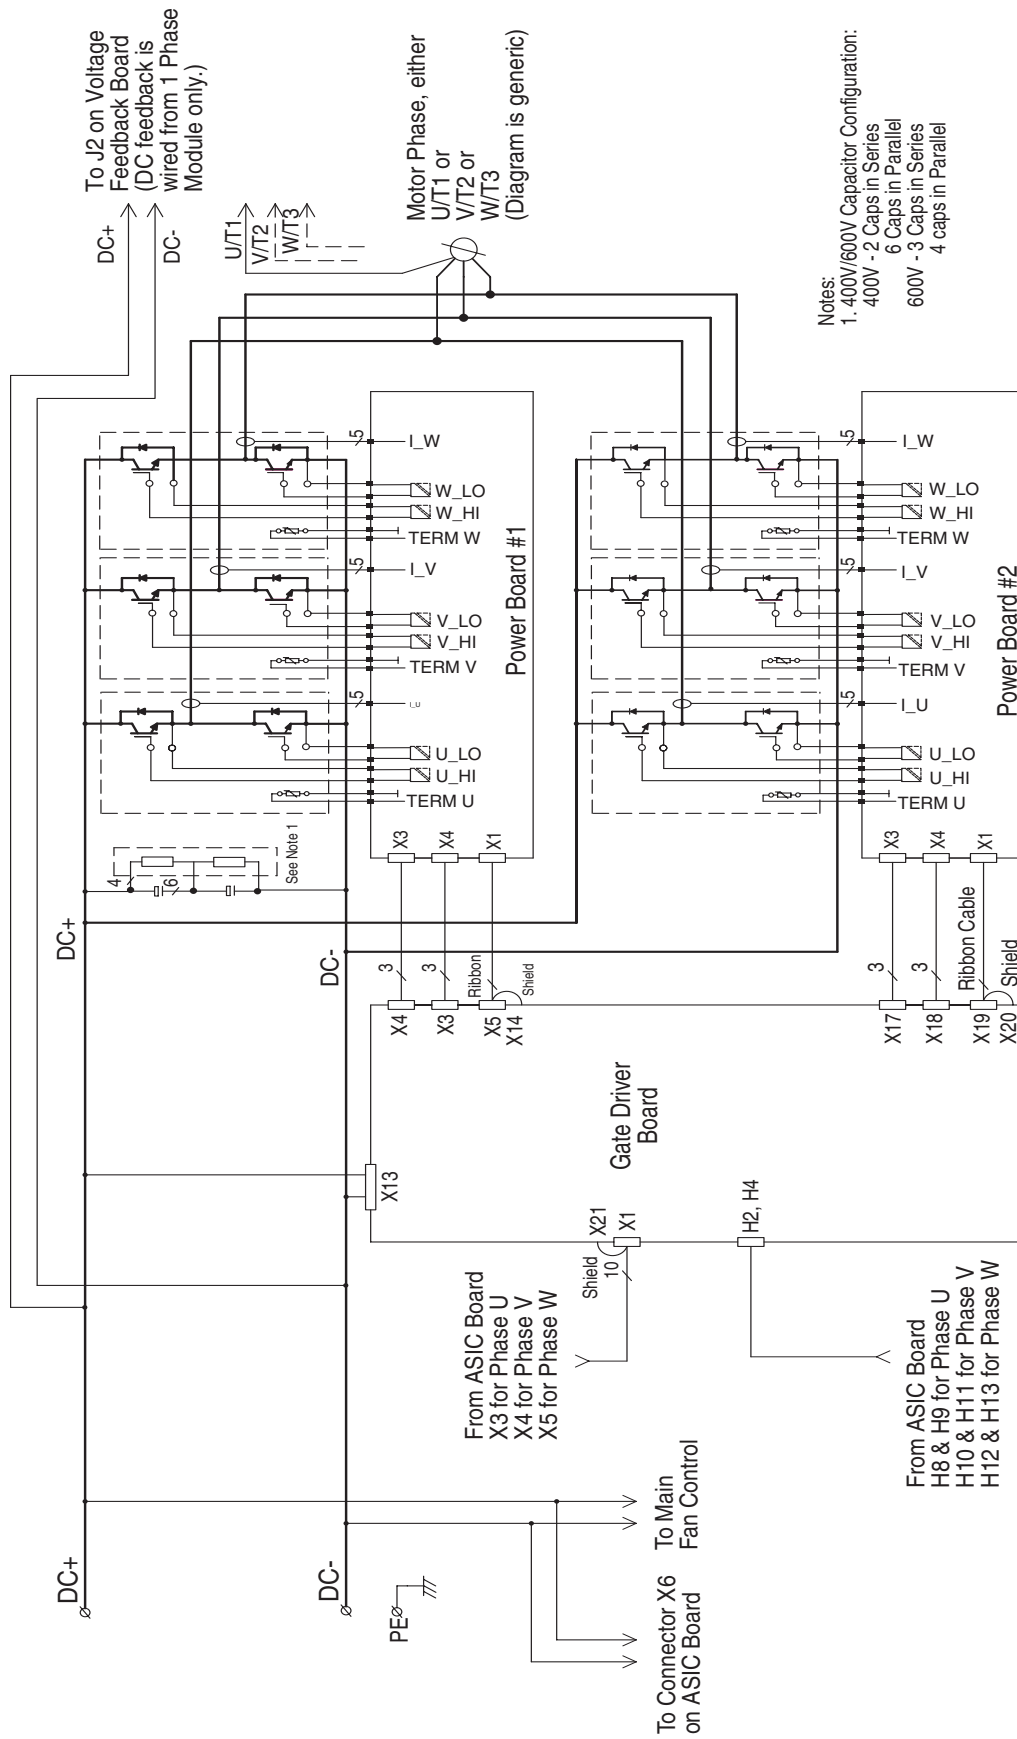 To J2 on Voltage
Feedback Board
(DC feedback is
wired from 1 Phase
Module only.)
DC+
DC-
U/T1
V/T2
W/T3
Motor Phase, either
U/T1 or
V/T2 or
W/T3
(Diagram is generic)
Notes:
1. 400V/600V Capacitor Configuration:
400V - 2 Caps in Series
6 Caps in Parallel
600V - 3 Caps in Series
4 caps in Parallel
5
I_W
W_LO
W_HI
TERM W
5
I_V
V_LO
V_HI
TERM V
5
I_U
U_LO
U_HI
TERM U
Power Board #1
X3
X4
X1
5
I_W
W_LO
W_HI
TERM W
5
I_V
V_LO
V_HI
TERM V
5
I_U
U_LO
U_HI
TERM U
Power Board #2
X3
X4
X1
4
6
See Note 1
DC+
DC-
3
3
Ribbon
Shield
X4
X3
X5
X14
3
3
Ribbon Cable
Shield
X17
X18
X19
X20
Gate Driver
Board
X13
X21
X1
H2, H4
Shield
10
From ASIC Board
X3 for Phase U
X4 for Phase V
X5 for Phase W
From ASIC Board
H8 & H9 for Phase U
H10 & H11 for Phase V
H12 & H13 for Phase W
To Main
Fan Control
To Connector X6
on ASIC Board
DC+
DC-
PE